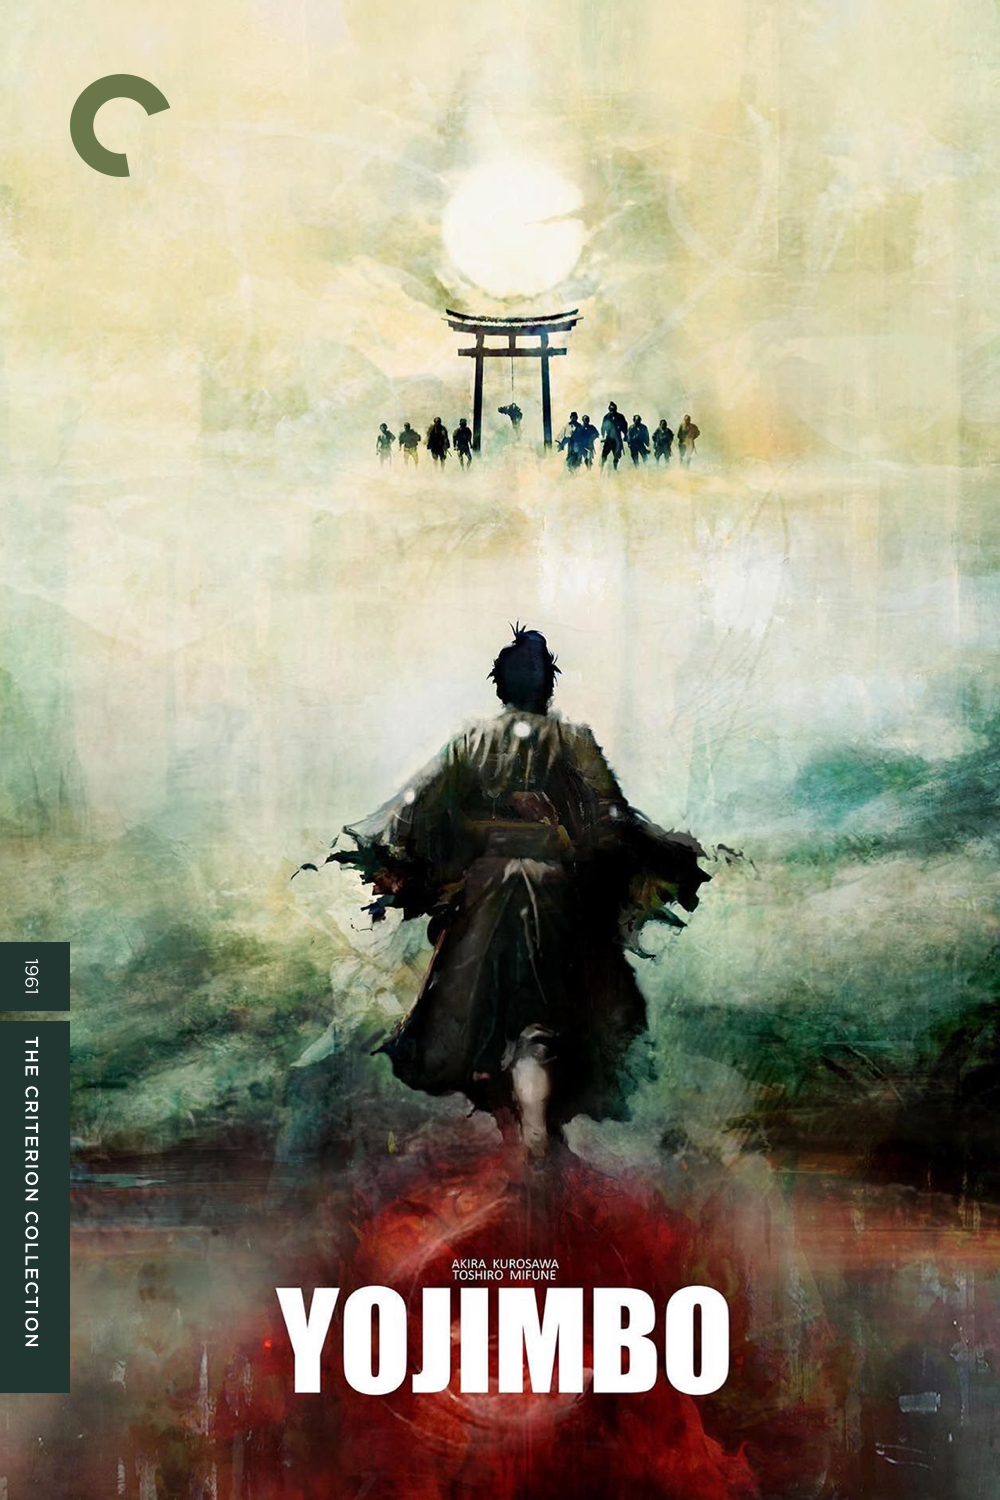 1961
THE CRITERION COLLECTION
AKIRA KUROSAWA
TOSHIRO MIFUNE
YOJIMBO